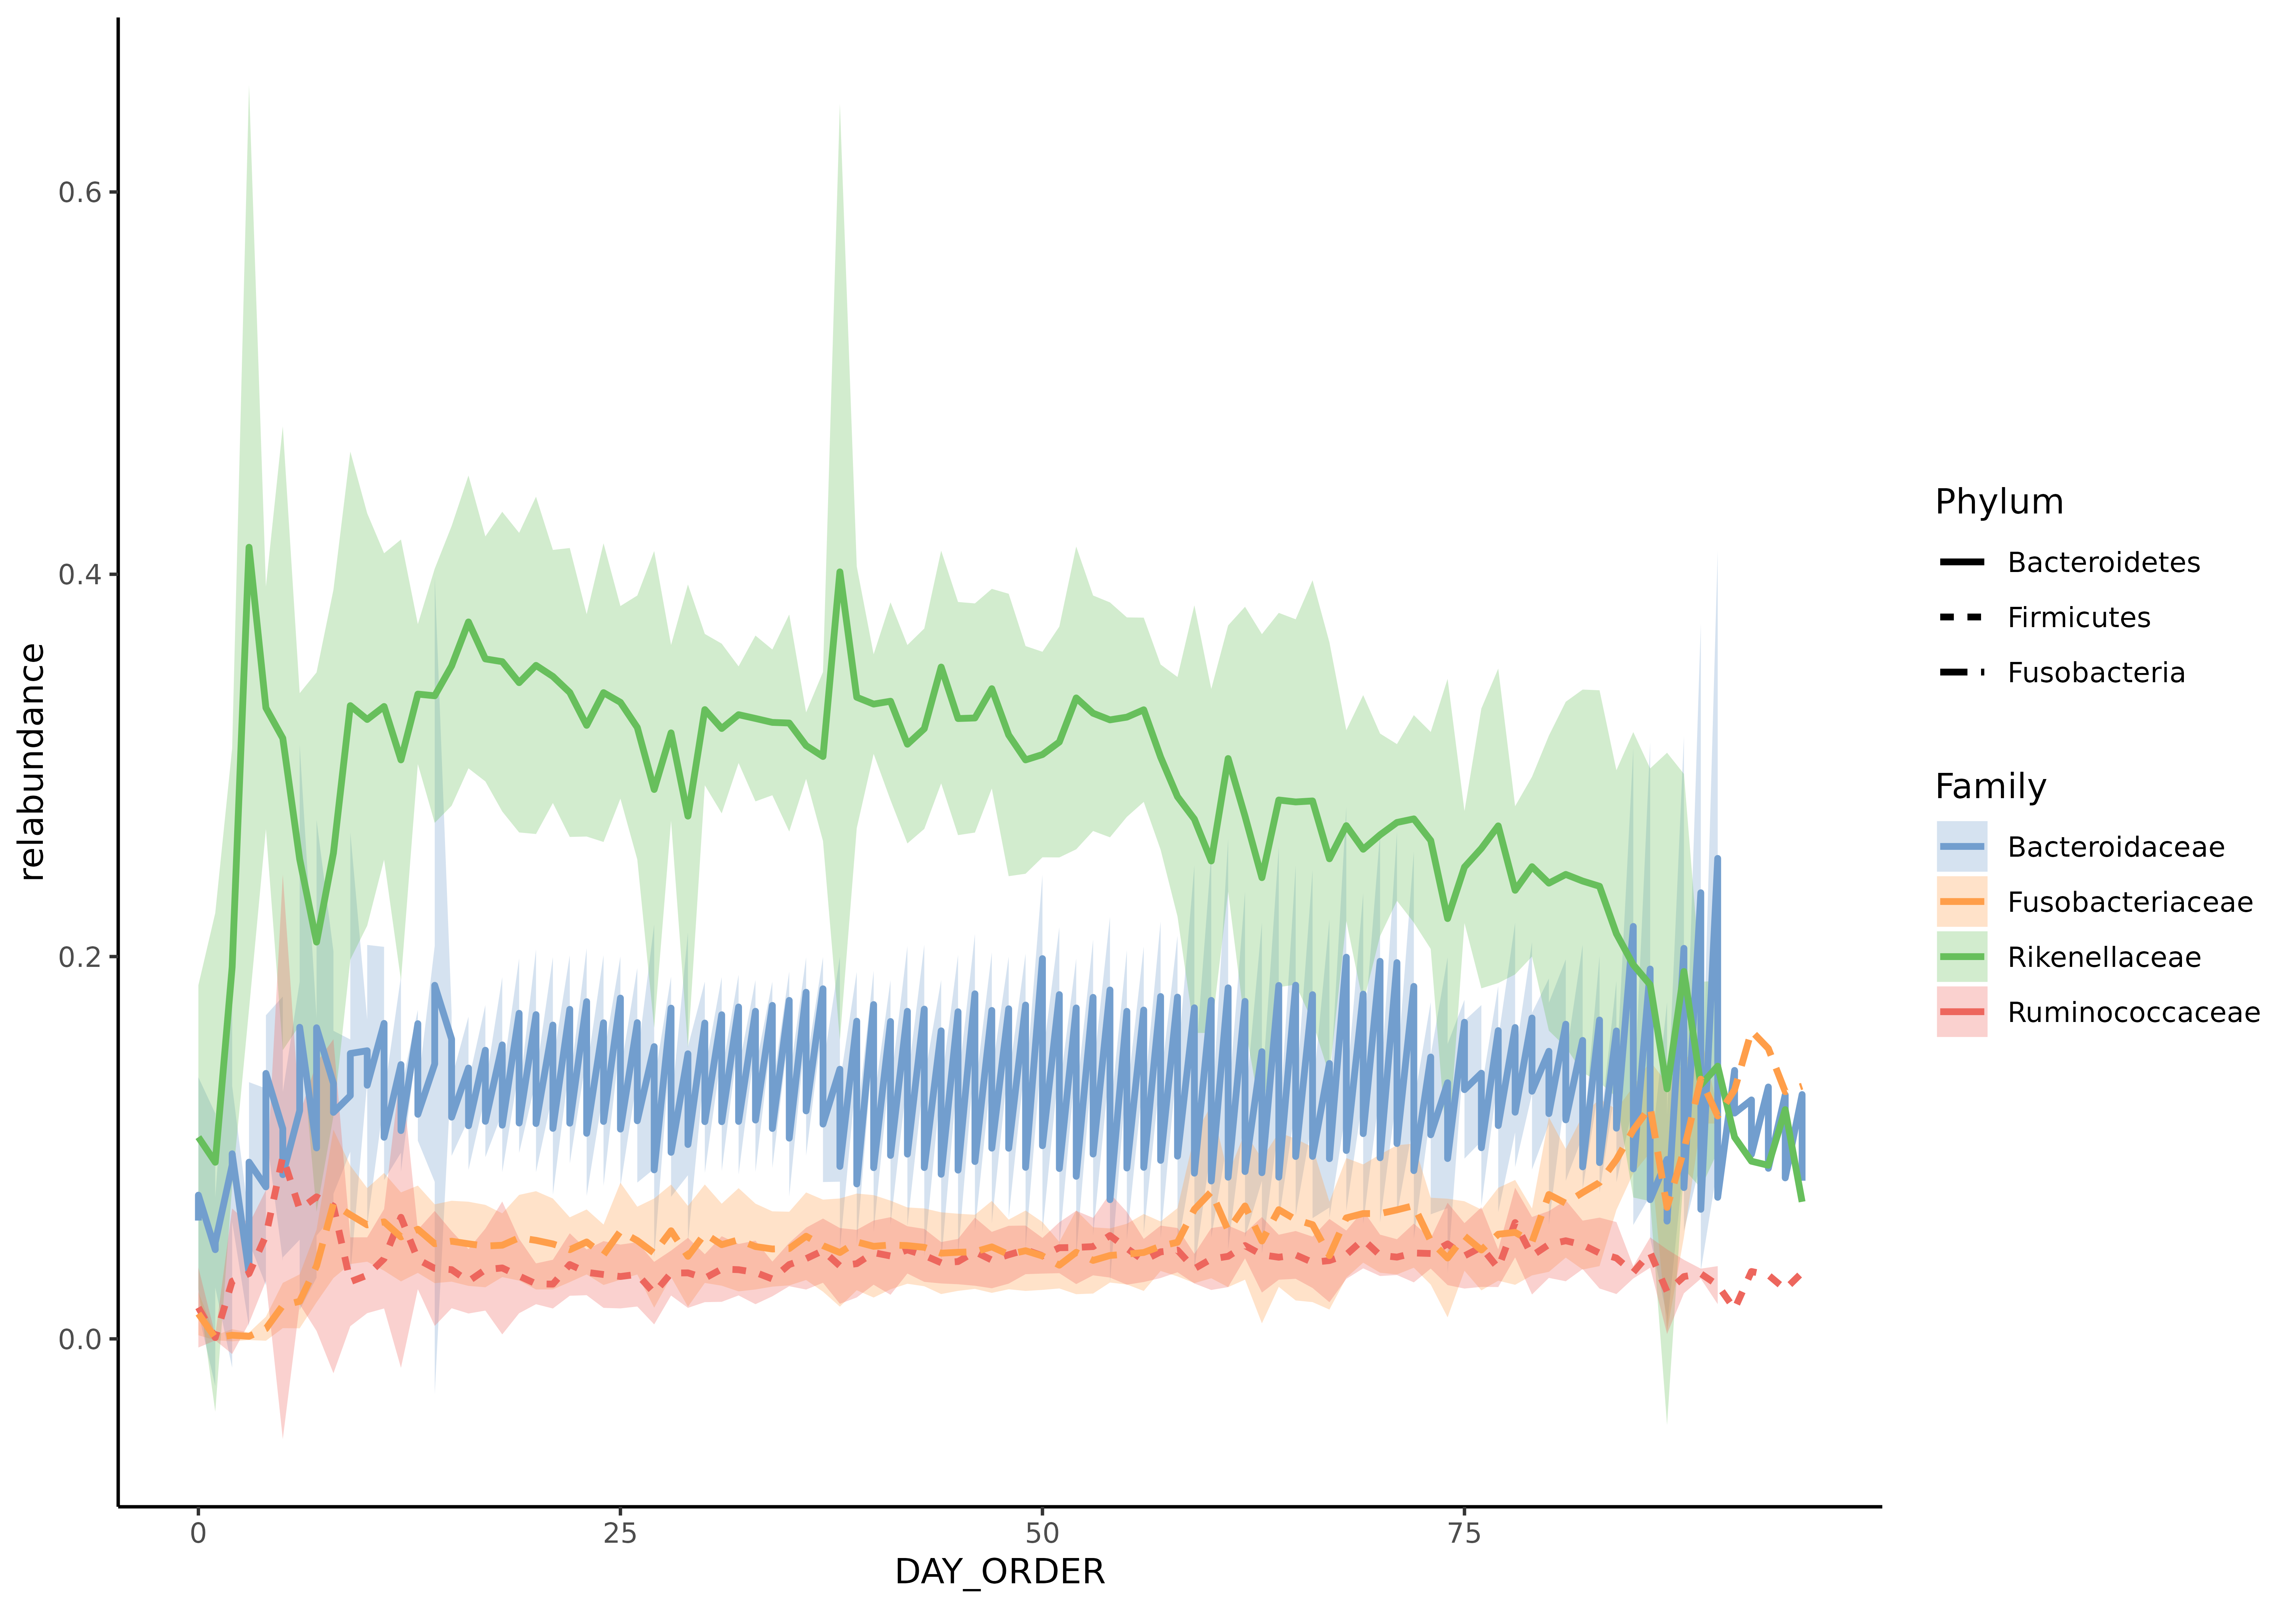 relabundance
0.6
0.4
0.2
0.0
0
25
50
75
DAY_ORDER
Phylum
Bacteroidetes
Firmicutes
Fusobacteria
Family
Bacteroidaceae
Fusobacteriaceae
Rikenellaceae
Ruminococcaceae